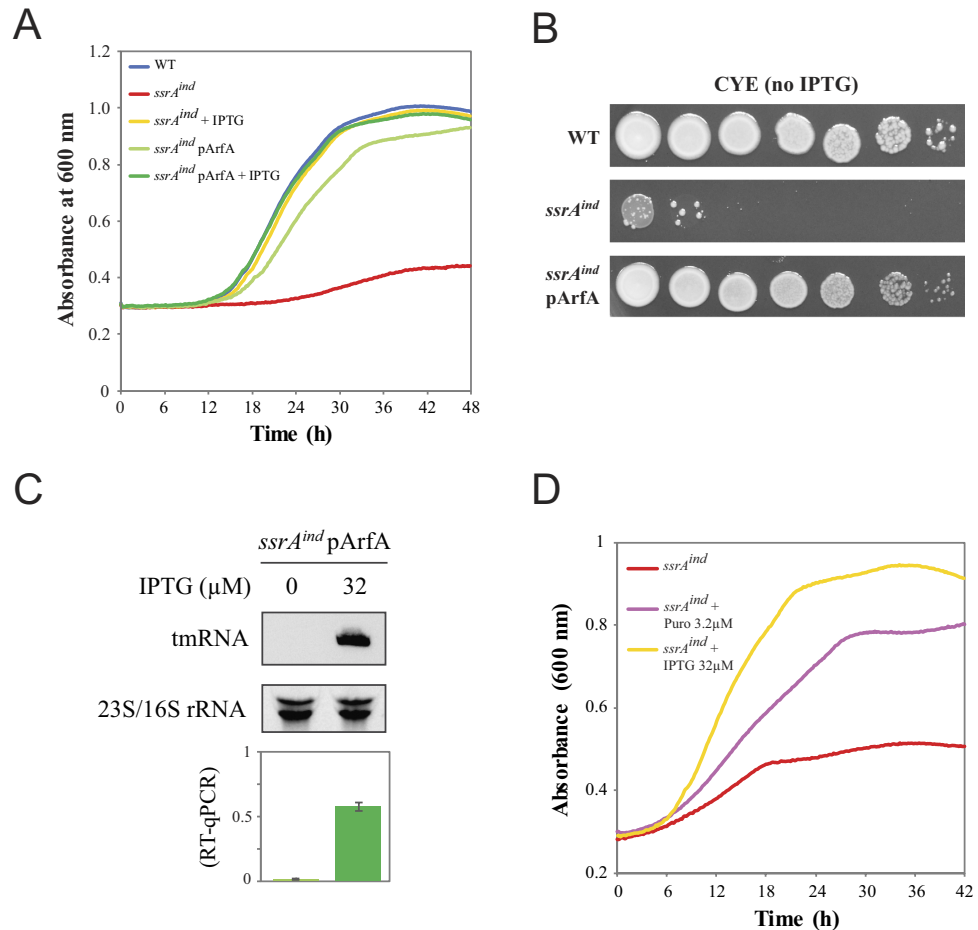 A
1.2
1.0
0.8
0.6
0.4
0.2
0
0 6 12 18 24 30 36 42 48
Absorbance at 600 nm
Time (h)
WT
ssrA^ind
ssrA^ind + IPTG
ssrA^ind pArfA
ssrA^ind pArfA + IPTG
B
CYE (no IPTG)
WT
ssrA^ind
ssrA^ind
pArfA
C
ssrA^ind pArfA
IPTG (µM) 0 32
tmRNA
23S/16S rRNA
(RT-qPCR)
1
0.5
0
D
1
0.8
0.6
0.4
0.2
0 6 12 18 24 30 36 42
Absorbance (600 nm)
Time (h)
ssrA^ind
ssrA^ind +
Puro 3.2µM
ssrA^ind +
IPTG 32µM